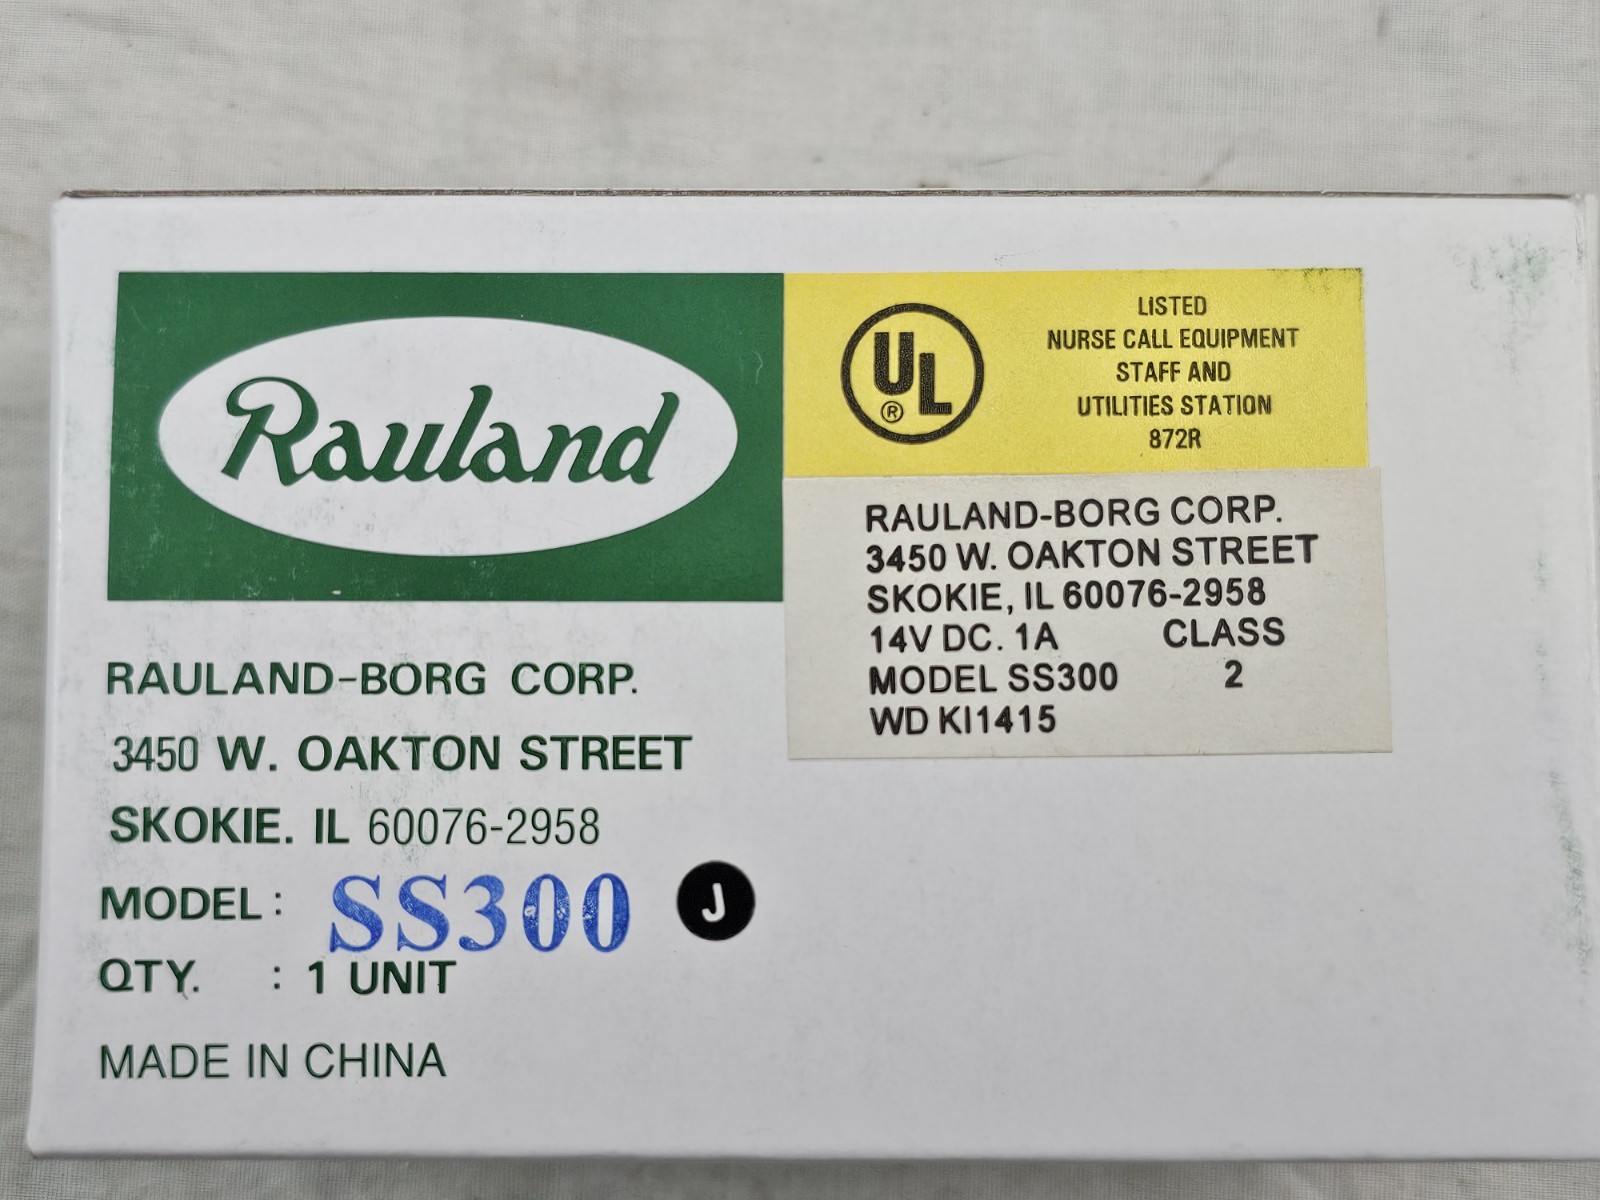 Rauland
RAULAND-BORG CORP.
3450 W. OAKTON STREET
SKOKIE. IL 60076-2958
MODEL: SS300 J
QTY. : 1 UNIT
MADE IN CHINA
UL ®
LISTED
NURSE CALL EQUIPMENT
STAFF AND
UTILITIES STATION
872R
RAULAND-BORG CORP.
3450 W. OAKTON STREET
SKOKIE, IL 60076-2958
14V DC. 1A CLASS
MODEL SS300 2
WD KI1415